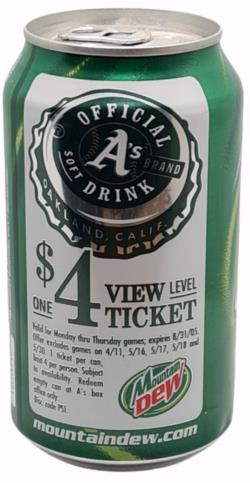 OFFICIAL
A's
BRAND
SOFT DRINK
OAKLAND, CALIF.
ONE $4 VIEW LEVEL TICKET
Valid for Monday thru Thursday games; expires 8/31/05.
Offer excludes games on 4/11, 5/16, 5/17, 5/18 and
5/30. 1 ticket per can,
limit 4 per person. Subject
to availability. Redeem
empty can at A's box
office only.
Disc. code IPSI.
Mountain
DEW
mountaindew.com